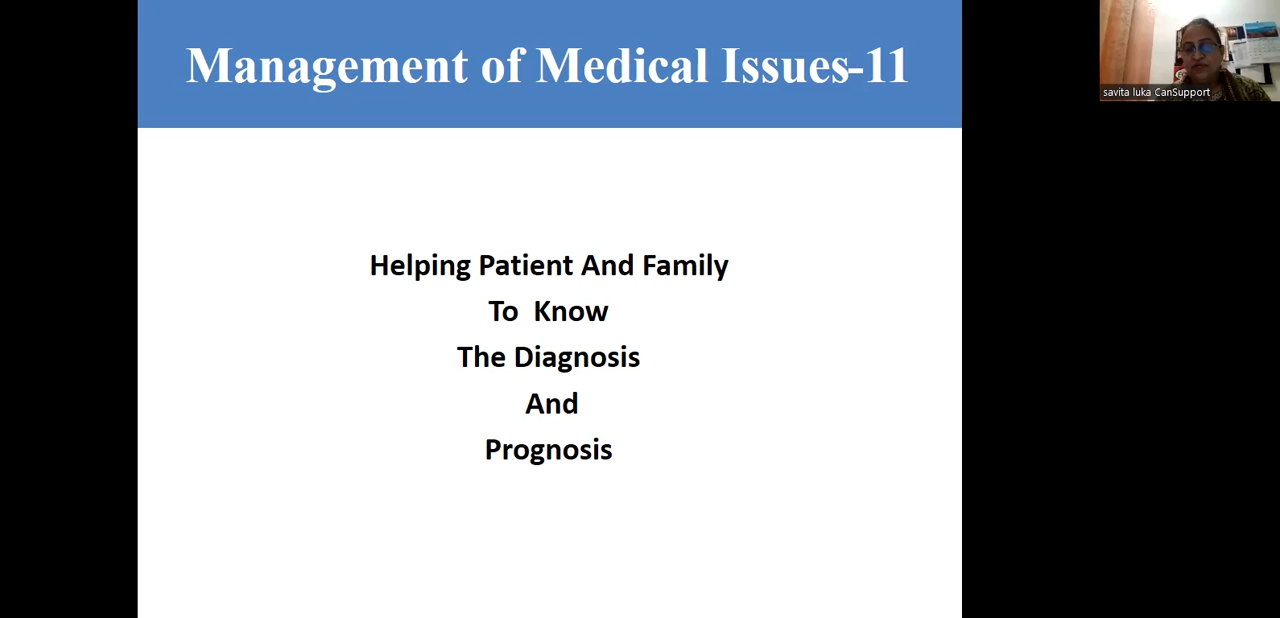 Management of Medical Issues-11
savita luka CanSupport
Helping Patient And Family
To Know
The Diagnosis
And
Prognosis